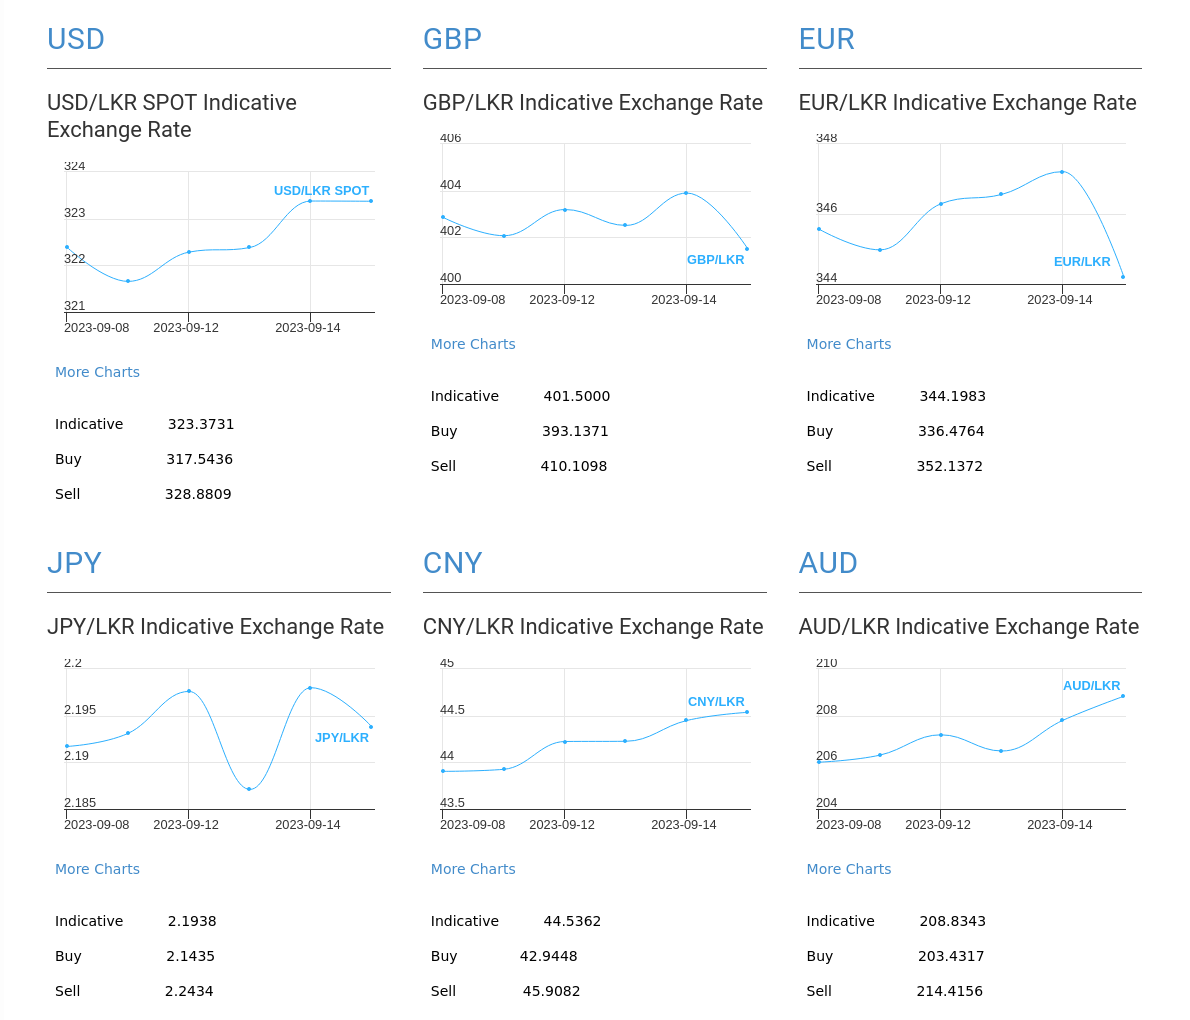 USD
USD/LKR SPOT Indicative
Exchange Rate
324
323
322
321
USD/LKR SPOT
2023-09-08 2023-09-12 2023-09-14
More Charts
Indicative 323.3731
Buy 317.5436
Sell 328.8809
GBP
GBP/LKR Indicative Exchange Rate
406
404
402
400
GBP/LKR
2023-09-08 2023-09-12 2023-09-14
More Charts
Indicative 401.5000
Buy 393.1371
Sell 410.1098
EUR
EUR/LKR Indicative Exchange Rate
348
346
344
EUR/LKR
2023-09-08 2023-09-12 2023-09-14
More Charts
Indicative 344.1983
Buy 336.4764
Sell 352.1372
JPY
JPY/LKR Indicative Exchange Rate
2.2
2.195
2.19
2.185
JPY/LKR
2023-09-08 2023-09-12 2023-09-14
More Charts
Indicative 2.1938
Buy 2.1435
Sell 2.2434
CNY
CNY/LKR Indicative Exchange Rate
45
44.5
44
43.5
CNY/LKR
2023-09-08 2023-09-12 2023-09-14
More Charts
Indicative 44.5362
Buy 42.9448
Sell 45.9082
AUD
AUD/LKR Indicative Exchange Rate
210
208
206
204
AUD/LKR
2023-09-08 2023-09-12 2023-09-14
More Charts
Indicative 208.8343
Buy 203.4317
Sell 214.4156